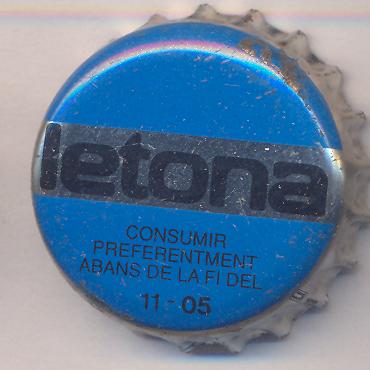 letona
CONSUMIR
PREFERENTMENT
ABANS DE LA FI DEL
11-05